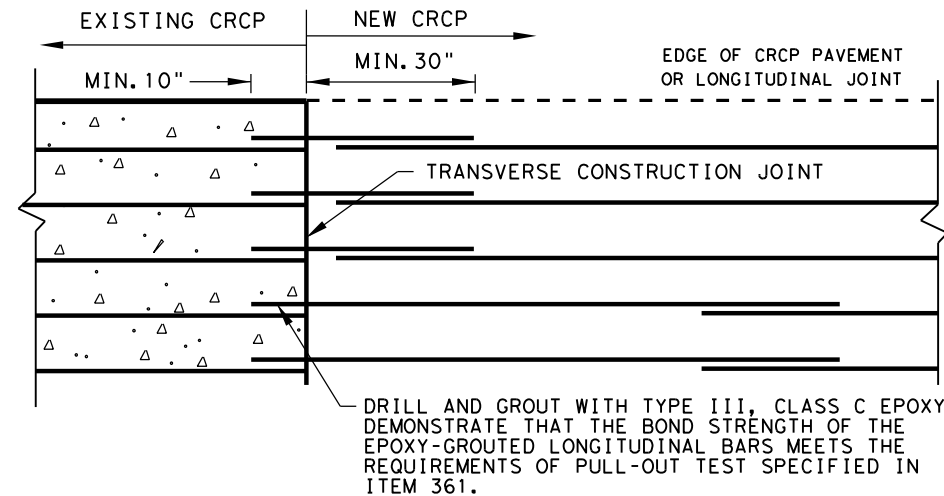 EXISTING CRCP
NEW CRCP
MIN. 10"
MIN. 30"
EDGE OF CRCP PAVEMENT
OR LONGITUDINAL JOINT
TRANSVERSE CONSTRUCTION JOINT
DRILL AND GROUT WITH TYPE III, CLASS C EPOXY
DEMONSTRATE THAT THE BOND STRENGTH OF THE
EPOXY-GROUTED LONGITUDINAL BARS MEETS THE
REQUIREMENTS OF PULL-OUT TEST SPECIFIED IN
ITEM 361.